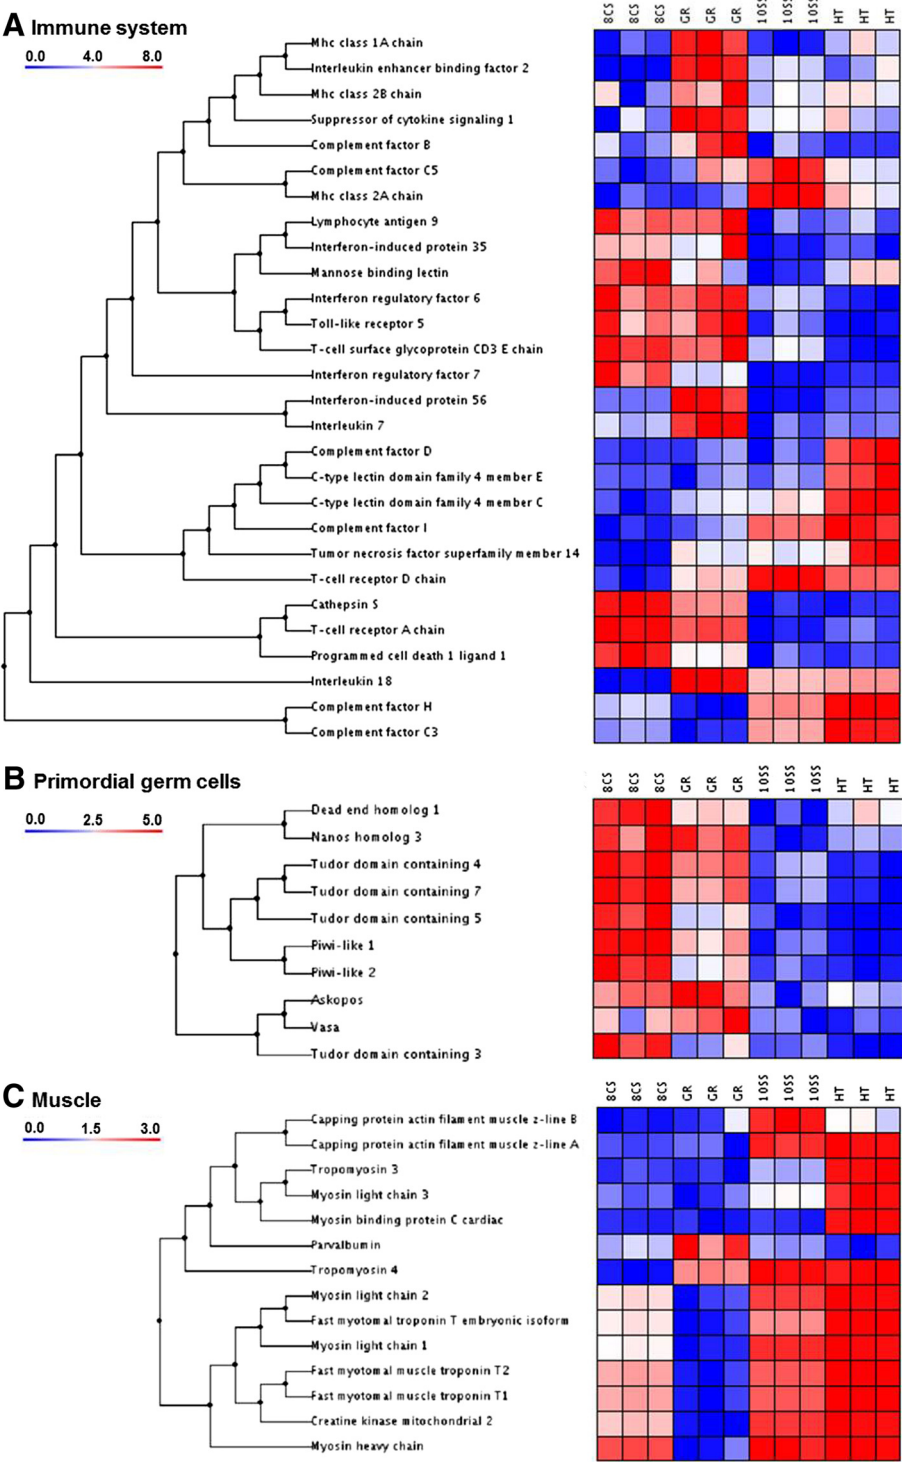 A Immune system
0.0 4.0 8.0
8CS 8CS 8CS GR GR GR 10SS 10SS 10SS HT HT HT
Mhc class 1A chain
Interleukin enhancer binding factor 2
Mhc class 2B chain
Suppressor of cytokine signaling 1
Complement factor B
Complement factor C5
Mhc class 2A chain
Lymphocyte antigen 9
Interferon-induced protein 35
Mannose binding lectin
Interferon regulatory factor 6
Toll-like receptor 5
T-cell surface glycoprotein CD3 E chain
Interferon regulatory factor 7
Interferon-induced protein 56
Interleukin 7
Complement factor D
C-type lectin domain family 4 member E
C-type lectin domain family 4 member C
Complement factor I
Tumor necrosis factor superfamily member 14
T-cell receptor D chain
Cathepsin S
T-cell receptor A chain
Programmed cell death 1 ligand 1
Interleukin 18
Complement factor H
Complement factor C3
B Primordial germ cells
0.0 2.5 5.0
8CS 8CS 8CS GR GR GR 10SS 10SS 10SS HT HT HT
Dead end homolog 1
Nanos homolog 3
Tudor domain containing 4
Tudor domain containing 7
Tudor domain containing 5
Piwi-like 1
Piwi-like 2
Askopos
Vasa
Tudor domain containing 3
C Muscle
0.0 1.5 3.0
8CS 8CS 8CS GR GR GR 10SS 10SS 10SS HT HT HT
Capping protein actin filament muscle z-line B
Capping protein actin filament muscle z-line A
Tropomyosin 3
Myosin light chain 3
Myosin binding protein C cardiac
Parvalbumin
Tropomyosin 4
Myosin light chain 2
Fast myotomal troponin T embryonic isoform
Myosin light chain 1
Fast myotomal muscle troponin T2
Fast myotomal muscle troponin T1
Creatine kinase mitochondrial 2
Myosin heavy chain